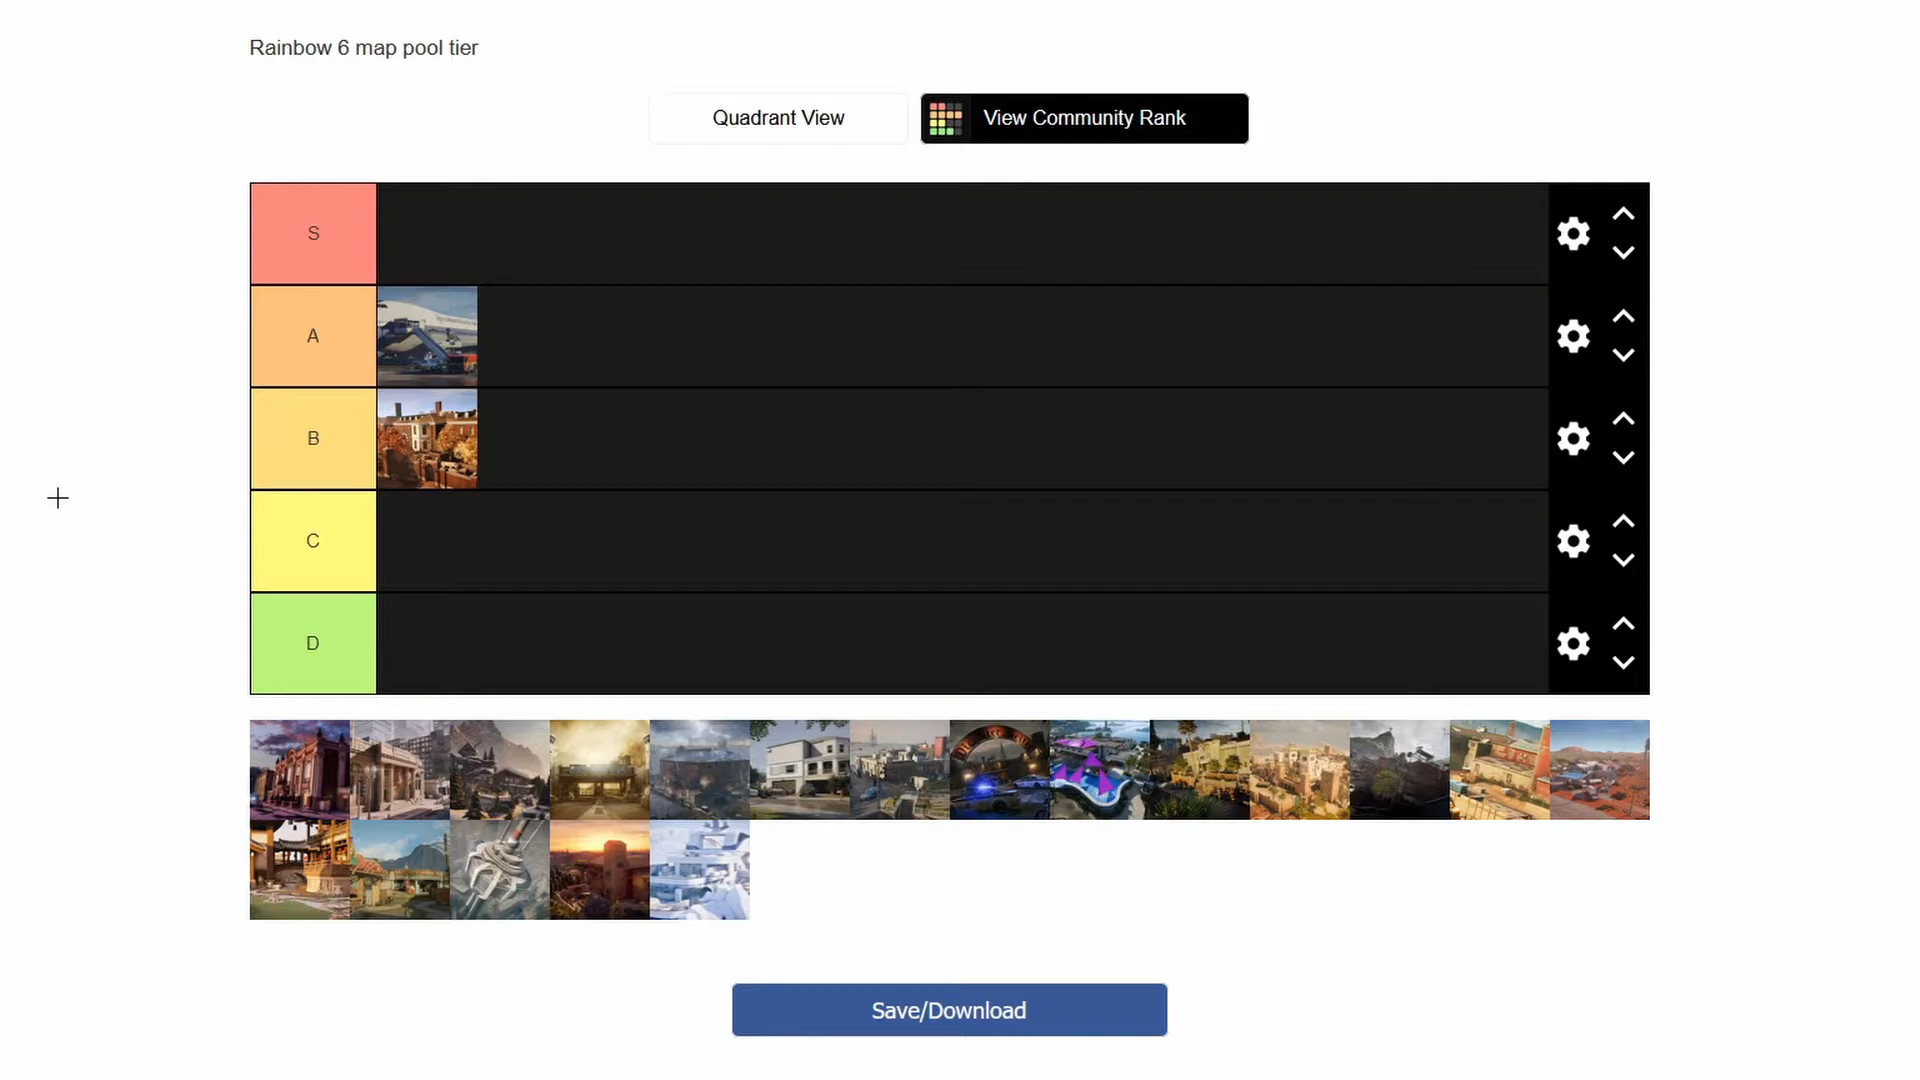 Rainbow 6 map pool tier
Quadrant View
View Community Rank
S
A
B
C
D
Save/Download